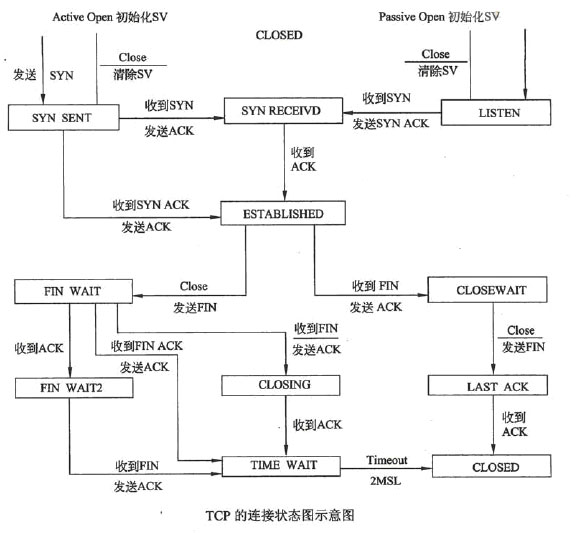 Active Open 初始化SV
Passive Open 初始化SV
CLOSED
发送 SYN
Close
清除SV
Close
清除SV
SYN SENT
收到SYN
发送ACK
SYN RECEIVD
收到SYN
发送SYN ACK
LISTEN
收到
ACK
收到SYN ACK
发送ACK
ESTABLISHED
FIN WAIT
Close
发送FIN
收到 FIN
发送 ACK
CLOSEWAIT
收到ACK
收到FIN ACK
发送ACK
收到FIN
发送ACK
Close
发送FIN
FIN WAIT2
CLOSING
LAST ACK
收到ACK
收到
ACK
收到FIN
发送ACK
TIME WAIT
Timeout
2MSL
CLOSED
TCP 的连接状态图示意图